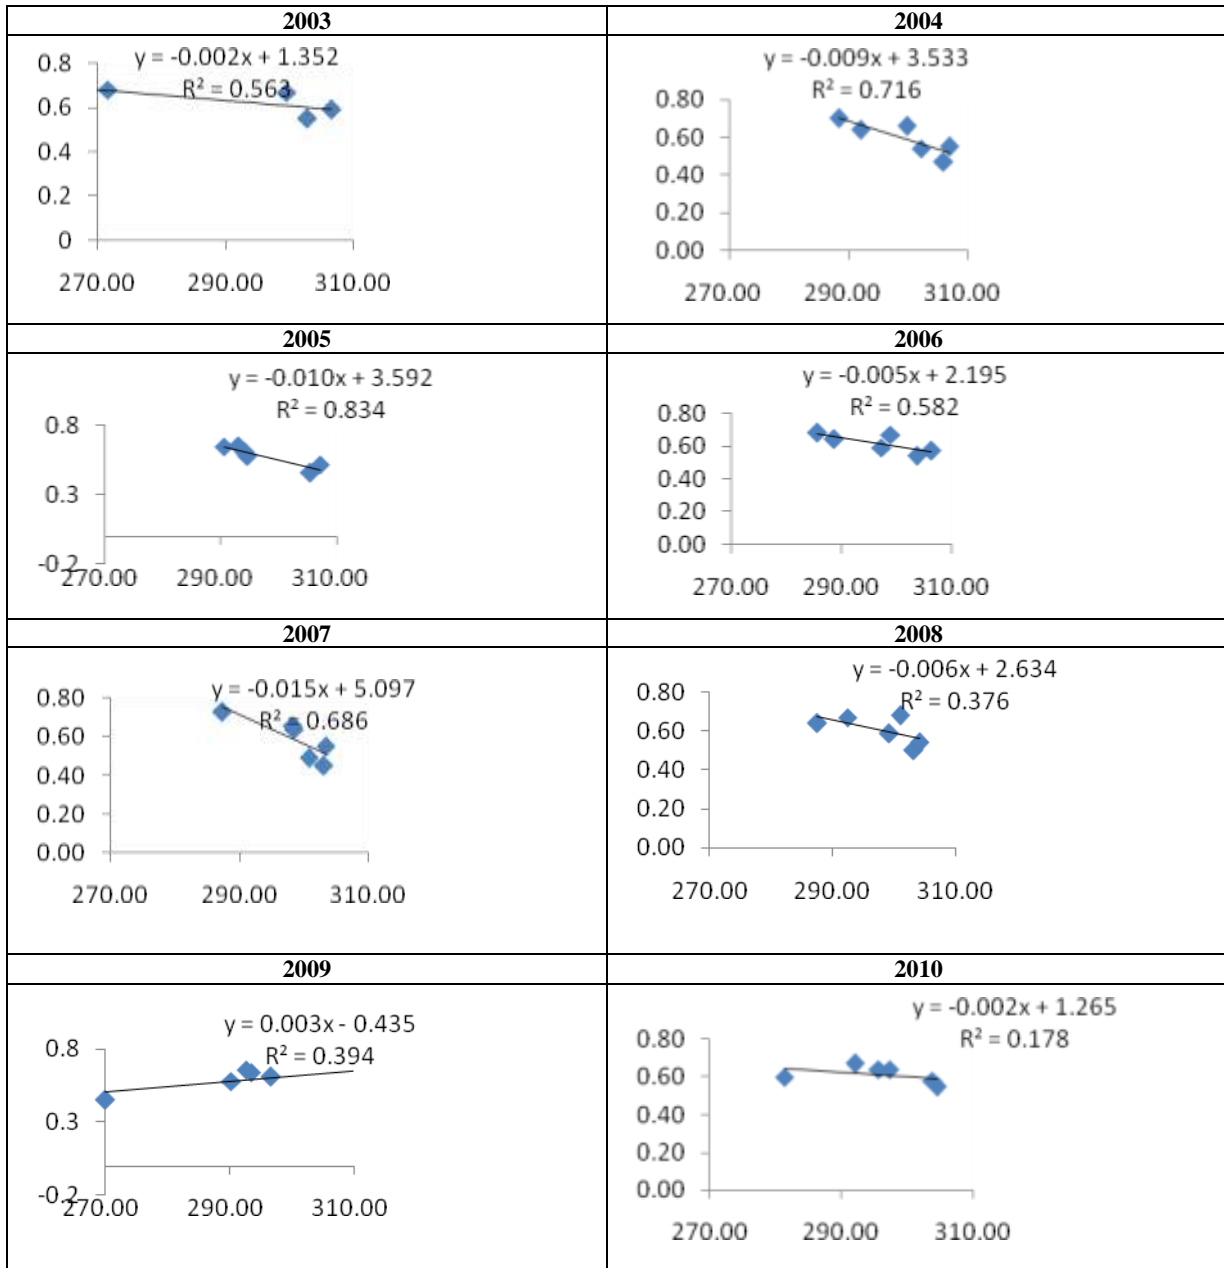 2003
y = -0.002x + 1.352
R² = 0.563
0.8
0.6
0.4
0.2
0
270.00 290.00 310.00
2004
y = -0.009x + 3.533
R² = 0.716
0.80
0.60
0.40
0.20
0.00
270.00 290.00 310.00
2005
y = -0.010x + 3.592
R² = 0.834
0.8
0.3
-0.2
270.00 290.00 310.00
2006
y = -0.005x + 2.195
R² = 0.582
0.80
0.60
0.40
0.20
0.00
270.00 290.00 310.00
2007
y = -0.015x + 5.097
R² = 0.686
0.80
0.60
0.40
0.20
0.00
270.00 290.00 310.00
2008
y = -0.006x + 2.634
R² = 0.376
0.80
0.60
0.40
0.20
0.00
270.00 290.00 310.00
2009
y = 0.003x - 0.435
R² = 0.394
0.8
0.3
-0.2
270.00 290.00 310.00
2010
y = -0.002x + 1.265
R² = 0.178
0.80
0.60
0.40
0.20
0.00
270.00 290.00 310.00